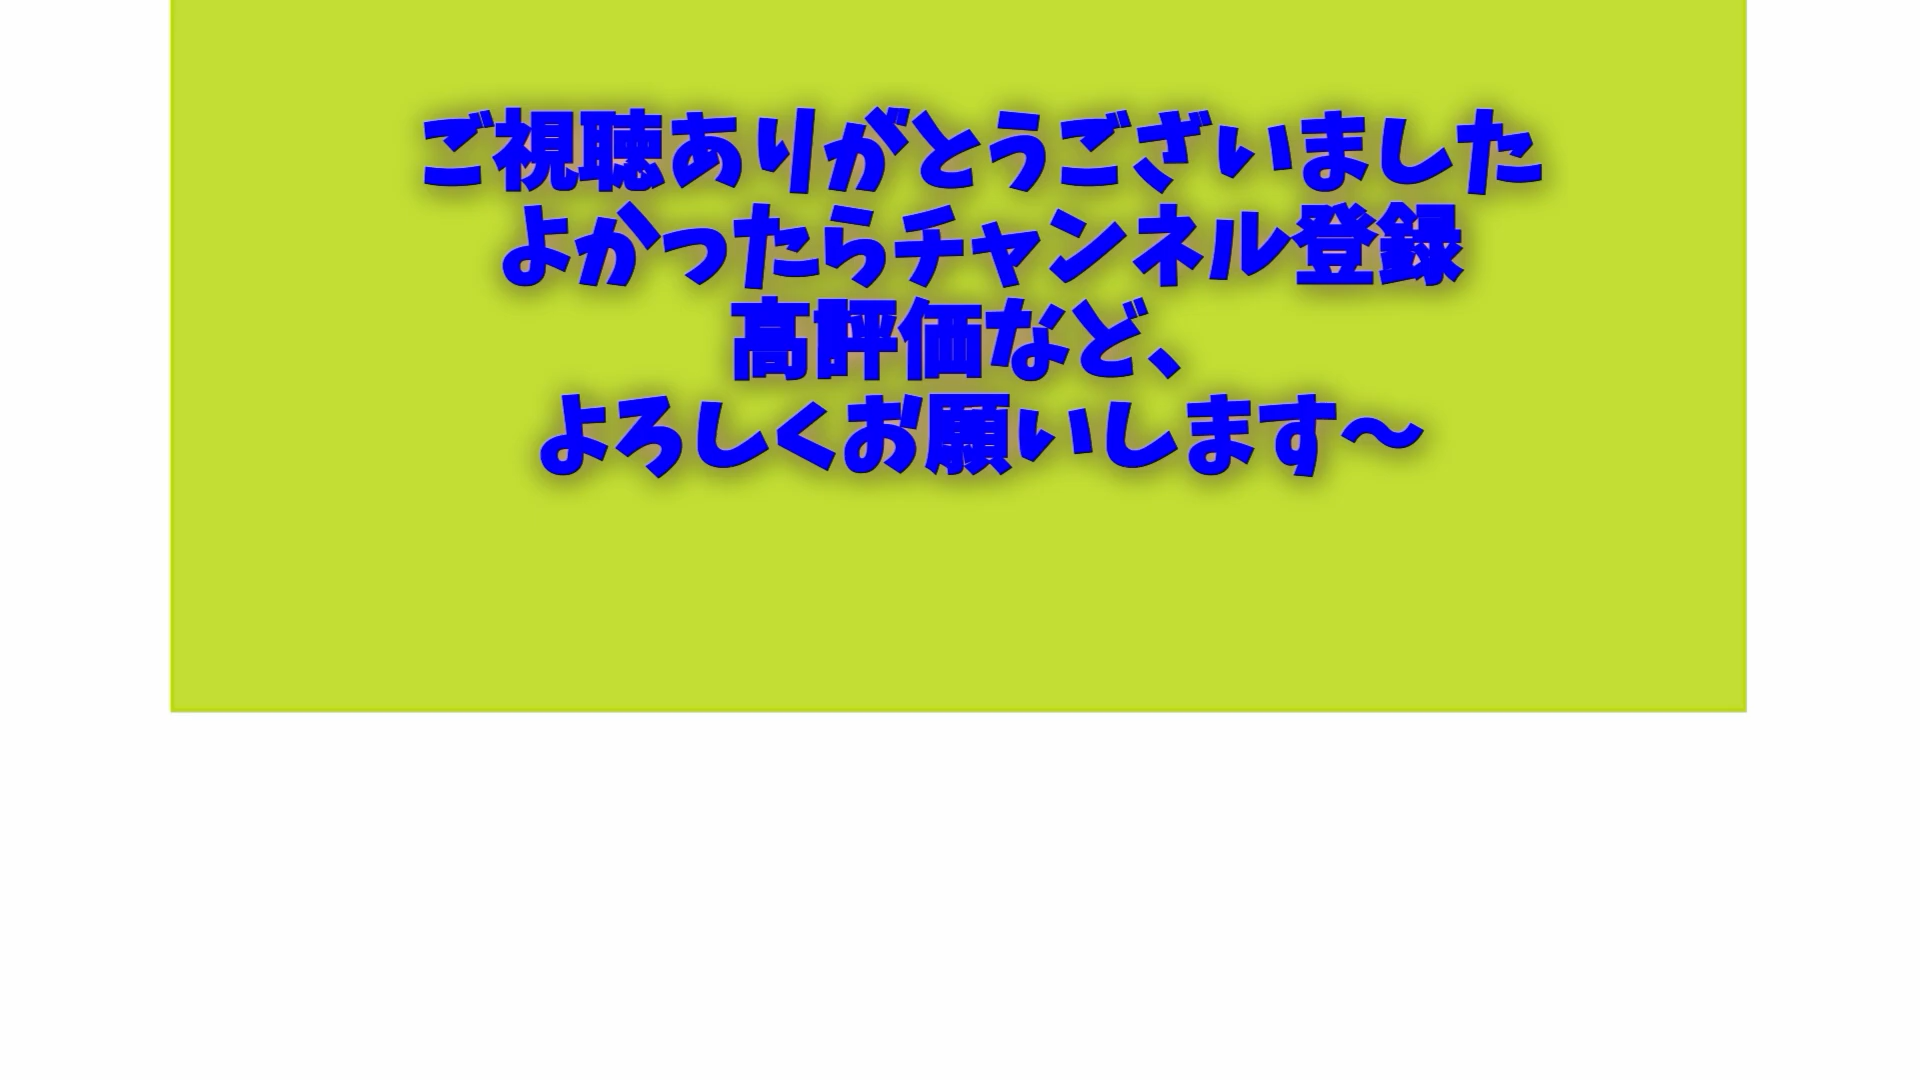 ご視聴ありがとうございました
よかったらチャンネル登録
高評価など、
よろしくお願いします～